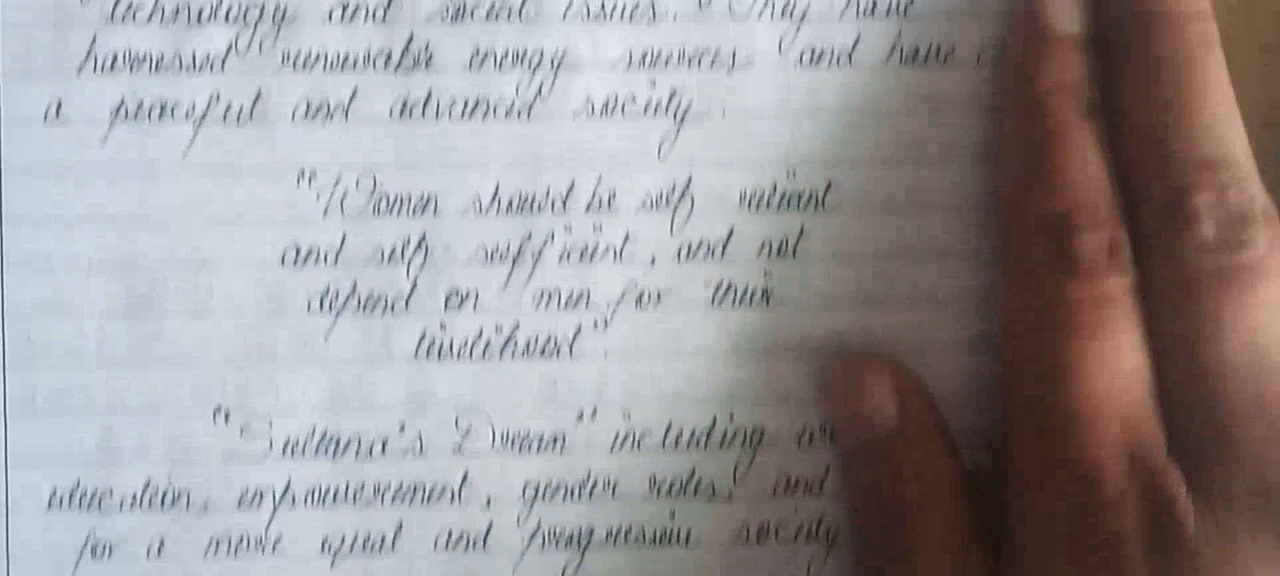 technology and social issues. They have
harnessed renewable energy sources and have
a peaceful and advanced society.
"Women should be self reliant
and self sufficient, and not
depend on men for their
livelihood".
"Sultana's Dream" including
education, empowerment, gender roles, and
for a more equal and progressive society